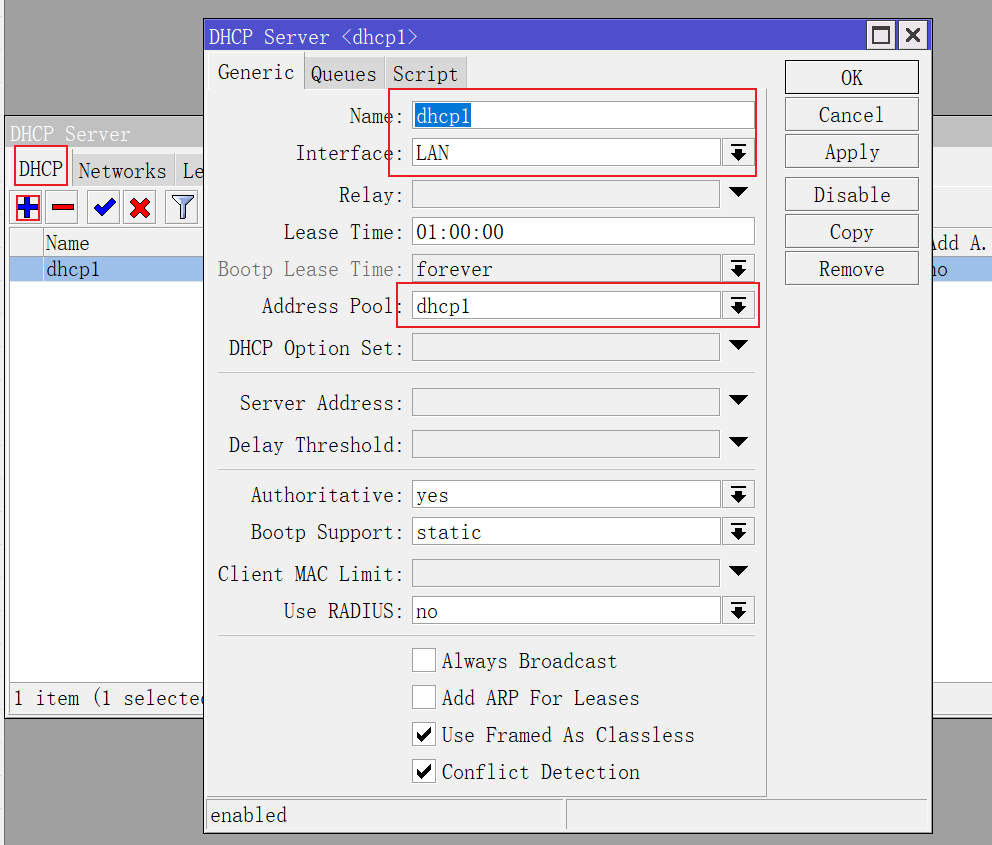 DHCP Server <dhcp1>
Generic Queues Script
Name: dhcp1
Interface: LAN
Relay:
Lease Time: 01:00:00
Bootp Lease Time: forever
Address Pool: dhcp1
DHCP Option Set:
Server Address:
Delay Threshold:
Authoritative: yes
Bootp Support: static
Client MAC Limit:
Use RADIUS: no
Always Broadcast
Add ARP For Leases
Use Framed As Classless
Conflict Detection
enabled
OK
Cancel
Apply
Disable
Copy
Remove
DHCP Server
DHCP Networks Le
Name
dhcp1
Add A.
no
1 item (1 selected